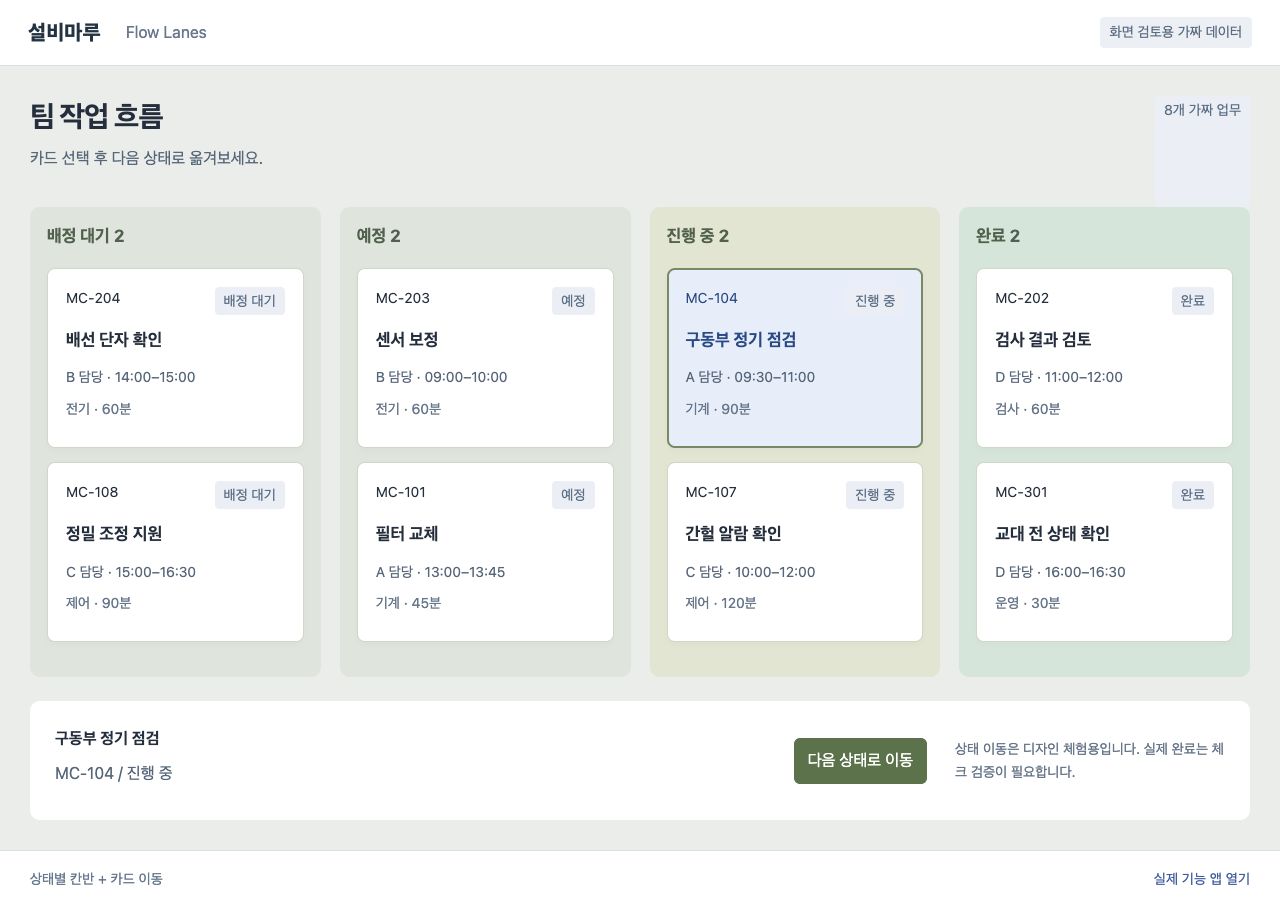 설비마루 Flow Lanes 화면 검토용 가짜 데이터
팀 작업 흐름
8개 가짜 업무
카드 선택 후 다음 상태로 옮겨보세요.
배정 대기 2
MC-204 배정 대기
배선 단자 확인
B 담당 · 14:00–15:00
전기 · 60분
MC-108 배정 대기
정밀 조정 지원
C 담당 · 15:00–16:30
제어 · 90분
예정 2
MC-203 예정
센서 보정
B 담당 · 09:00–10:00
전기 · 60분
MC-101 예정
필터 교체
A 담당 · 13:00–13:45
기계 · 45분
진행 중 2
MC-104 진행 중
구동부 정기 점검
A 담당 · 09:30–11:00
기계 · 90분
MC-107 진행 중
간헐 알람 확인
C 담당 · 10:00–12:00
제어 · 120분
완료 2
MC-202 완료
검사 결과 검토
D 담당 · 11:00–12:00
검사 · 60분
MC-301 완료
교대 전 상태 확인
D 담당 · 16:00–16:30
운영 · 30분
구동부 정기 점검
MC-104 / 진행 중
다음 상태로 이동
상태 이동은 디자인 체험용입니다. 실제 완료는 체
크 검증이 필요합니다.
상태별 칸반 + 카드 이동
실제 기능 앱 열기